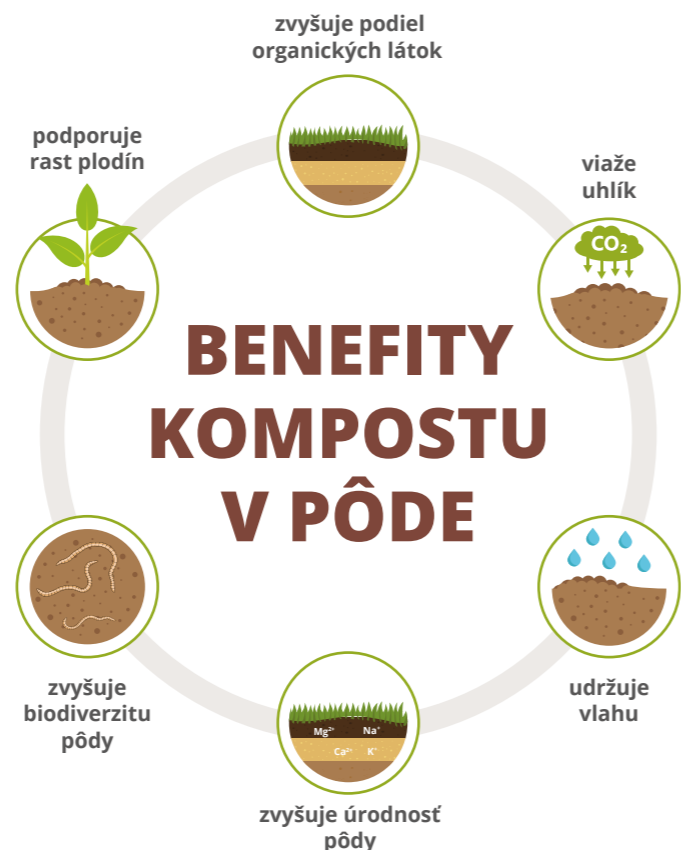 zvyšuje podiel
organických látok
viaže
uhlík
CO₂
udržuje
vlahu
zvyšuje úrodnosť
pôdy
Mg²⁺ Na⁺
Ca²⁺ K⁺
zvyšuje
biodiverzitu
pôdy
podporuje
rast plodín
BENEFITY
KOMPOSTU
V PÔDE